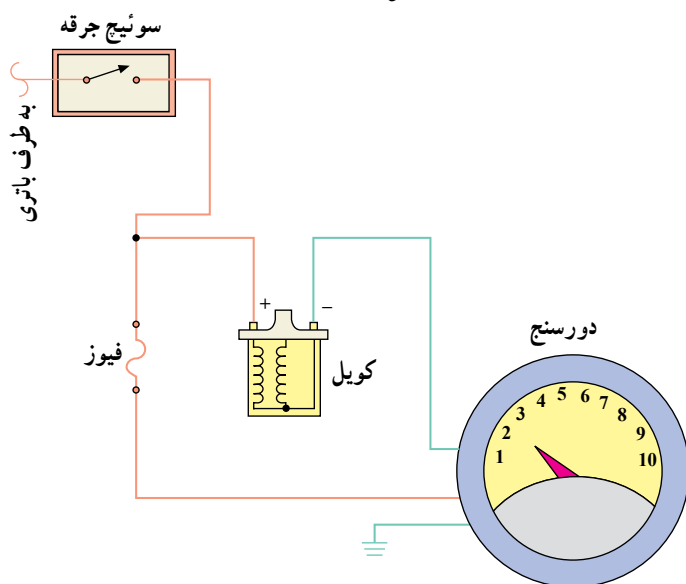 سوئیچ جرقه
به طرف باتری
+ −
فیوز
کویل
دورسنج
1 2 3 4 5 6 7 8 9 10